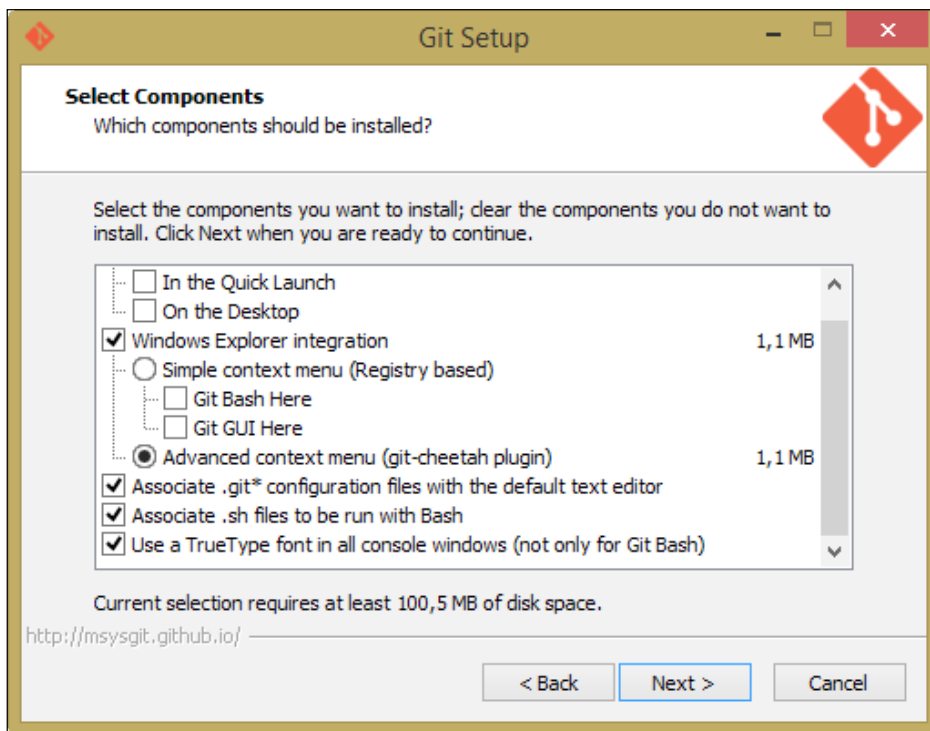 Git Setup
Select Components
Which components should be installed?
Select the components you want to install; clear the components you do not want to
install. Click Next when you are ready to continue.
In the Quick Launch
On the Desktop
Windows Explorer integration 1,1 MB
Simple context menu (Registry based)
Git Bash Here
Git GUI Here
Advanced context menu (git-cheetah plugin) 1,1 MB
Associate .git* configuration files with the default text editor
Associate .sh files to be run with Bash
Use a TrueType font in all console windows (not only for Git Bash)
Current selection requires at least 100,5 MB of disk space.
http://msysgit.github.io/
< Back Next > Cancel